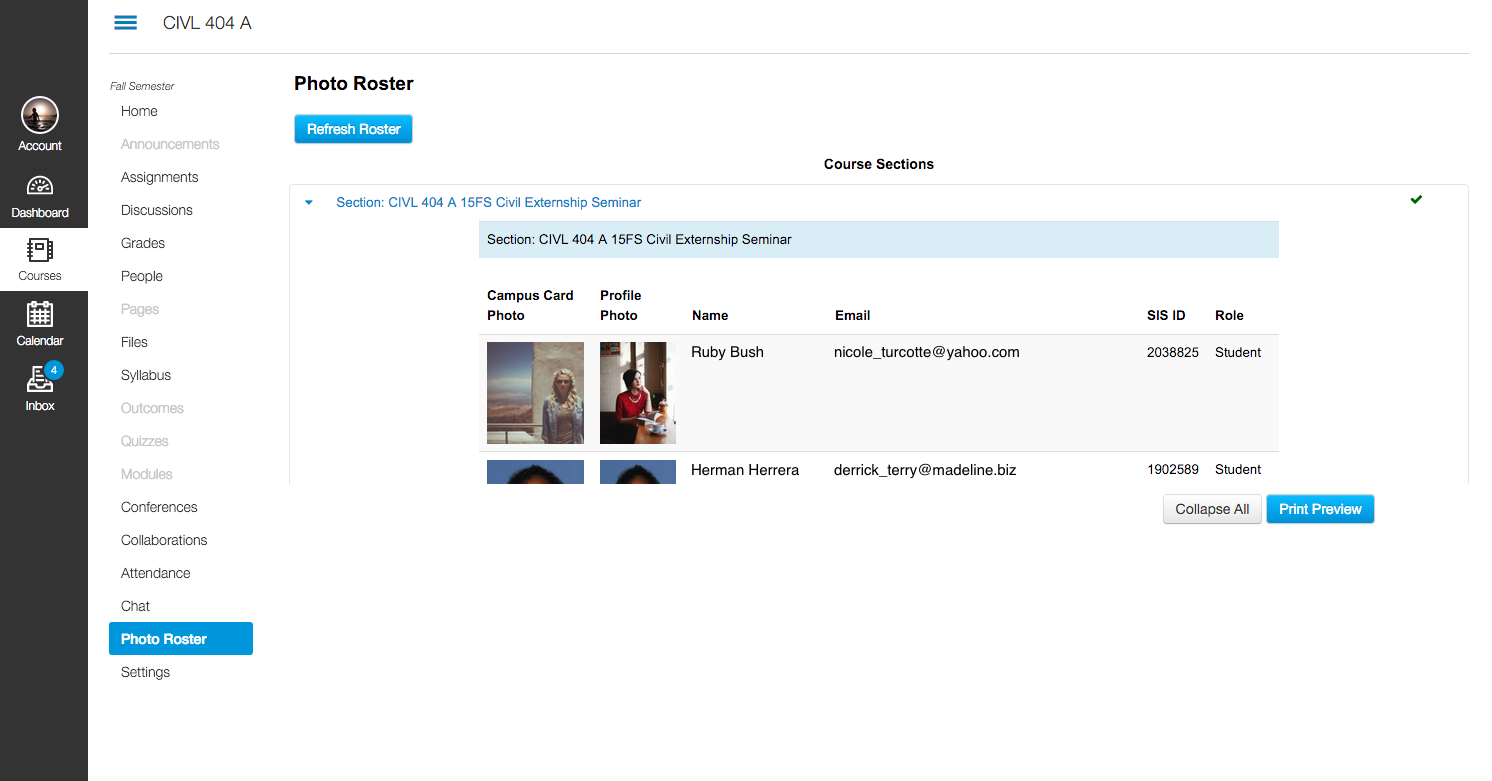 CIVL 404 A
Account
Dashboard
Courses
Calendar
4
Inbox
Fall Semester
Home
Announcements
Assignments
Discussions
Grades
People
Pages
Files
Syllabus
Outcomes
Quizzes
Modules
Conferences
Collaborations
Attendance
Chat
Photo Roster
Settings
Photo Roster
Refresh Roster
Course Sections
Section: CIVL 404 A 15FS Civil Externship Seminar
Section: CIVL 404 A 15FS Civil Externship Seminar
Campus Card Photo Profile Photo Name Email SIS ID Role
Ruby Bush nicole_turcotte@yahoo.com 2038825 Student
Herman Herrera derrick_terry@madeline.biz 1902589 Student
Collapse All Print Preview